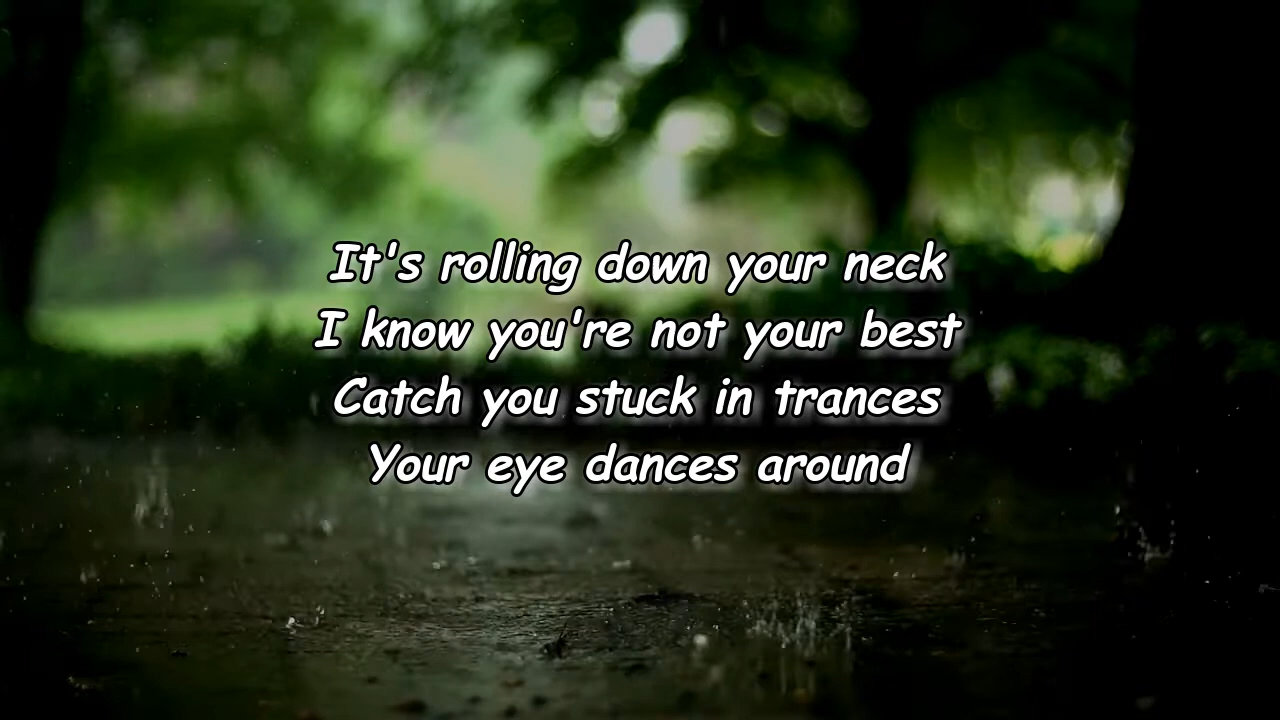 It's rolling down your neck
I know you're not your best
Catch you stuck in trances
Your eye dances around